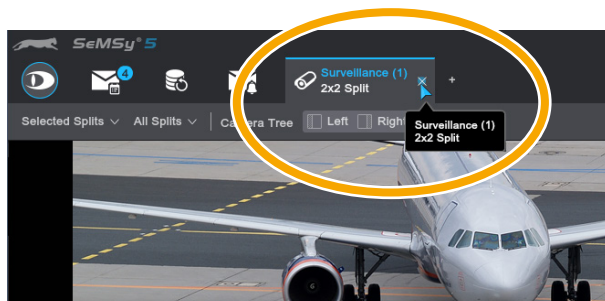 SeMSy® 5
4
Surveillance (1)
2x2 Split
+
Selected Splits All Splits Camera Tree Left Right
Surveillance (1)
2x2 Split